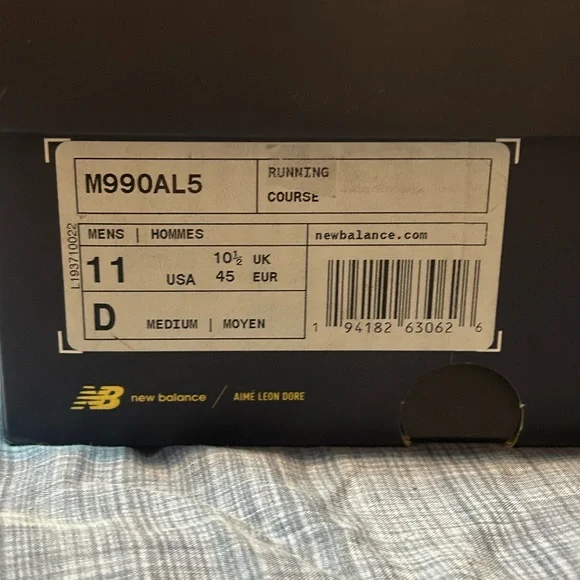 M990AL5
RUNNING
COURSE
MENS | HOMMES
newbalance.com
11 USA
10½ UK
45 EUR
D MEDIUM | MOYEN
1 94182 63062 6
L193710022
NB new balance / AIMÉ LEON DORE